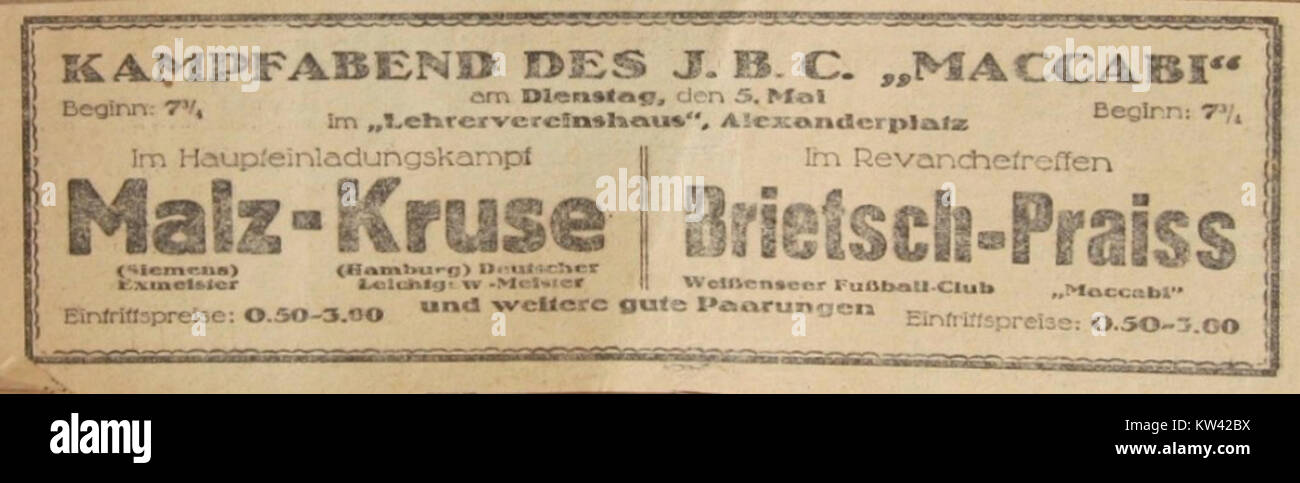 KAMPFABEND DES J. B. C. „MACCABI“
am Dienstag, den 5. Mai
Beginn: 7¾
Beginn: 7¾
im „Lehrervereinshaus“, Alexanderplatz
Im Haupteinladungskampf
Malz-Kruse
(Siemens)
Exmeister
(Hamburg) Deutscher
Leichtgew.-Meister
Im Revanchetreffen
Brietsch-Praiss
Weißenseer Fußball-Club
„Maccabi“
und weitere gute Paarungen
Eintrittspreise: 0.50-3.00
Eintrittspreise: 0.50-3.00
a
a
a
a
a
a
a
alamy
Image ID: KW42BX
www.alamy.com